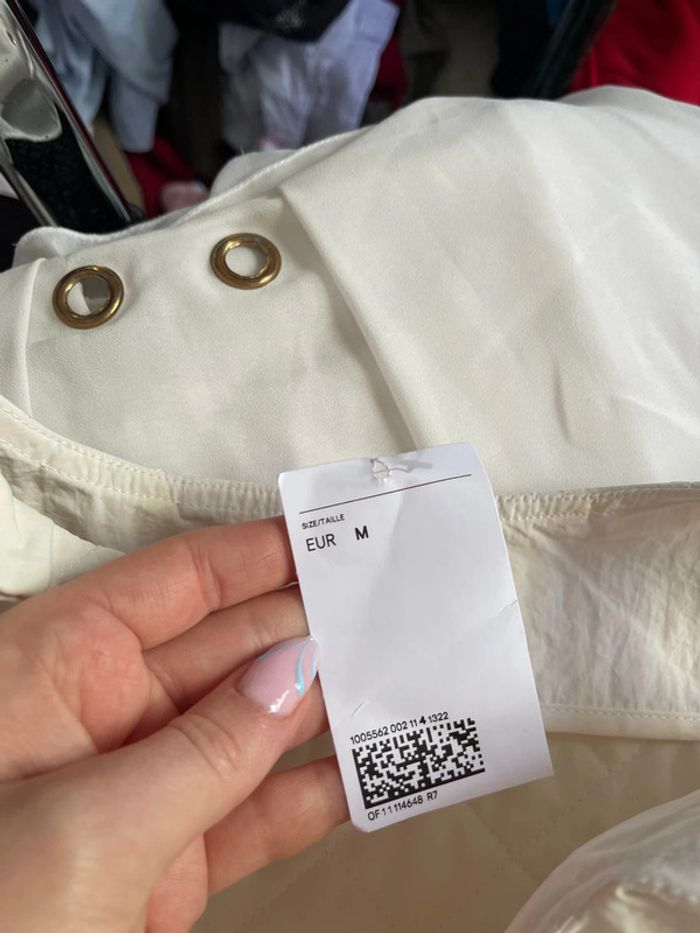 SIZE/TAILLE
EUR M
1005562 002 11 4 1322
OF 11 114648 R7